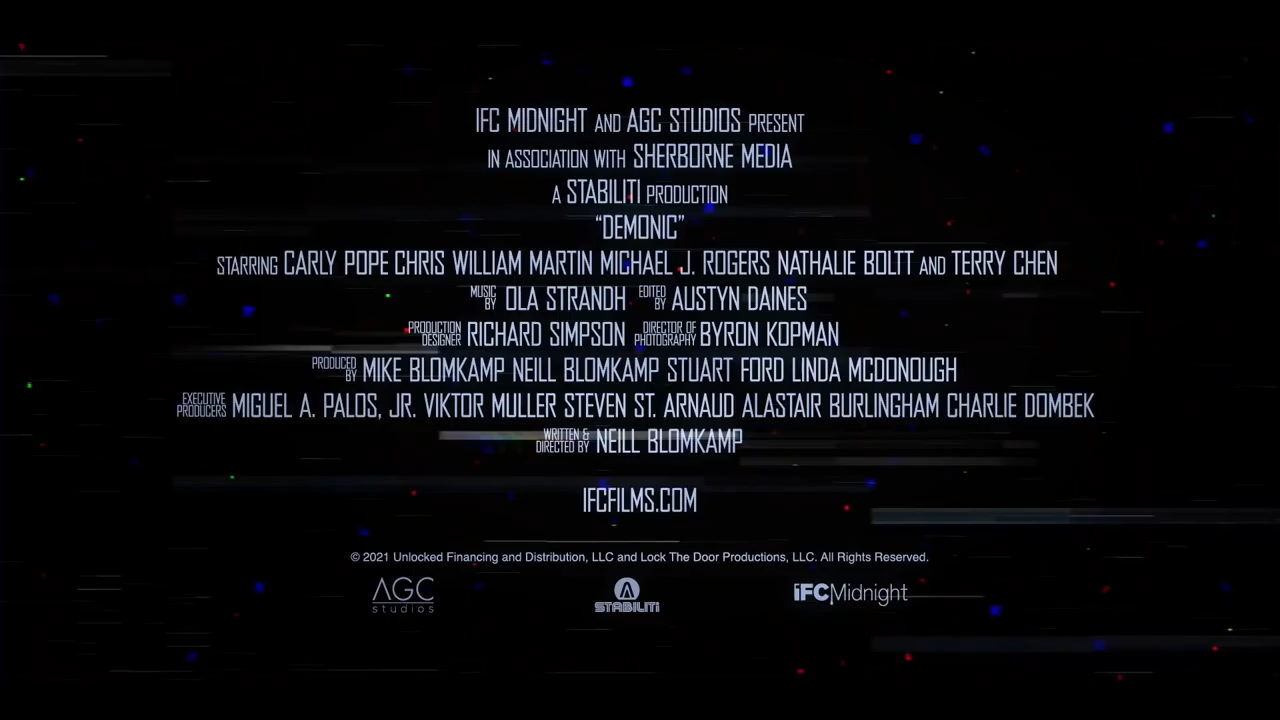 IFC MIDNIGHT AND AGC STUDIOS PRESENT
IN ASSOCIATION WITH SHERBORNE MEDIA
A STABILITI PRODUCTION
“DEMONIC”
STARRING CARLY POPE CHRIS WILLIAM MARTIN MICHAEL J. ROGERS NATHALIE BOLTT AND TERRY CHEN
MUSIC BY OLA STRANDH EDITED BY AUSTYN DAINES
PRODUCTION DESIGNER RICHARD SIMPSON DIRECTOR OF PHOTOGRAPHY BYRON KOPMAN
PRODUCED BY MIKE BLOMKAMP NEILL BLOMKAMP STUART FORD LINDA MCDONOUGH
EXECUTIVE PRODUCERS MIGUEL A. PALOS, JR. VIKTOR MULLER STEVEN ST. ARNAUD ALASTAIR BURLINGHAM CHARLIE DOMBEK
WRITTEN & DIRECTED BY NEILL BLOMKAMP
IFCFILMS.COM
© 2021 Unlocked Financing and Distribution, LLC and Lock The Door Productions, LLC. All Rights Reserved.
AGC studios
STABILITI
iFC Midnight